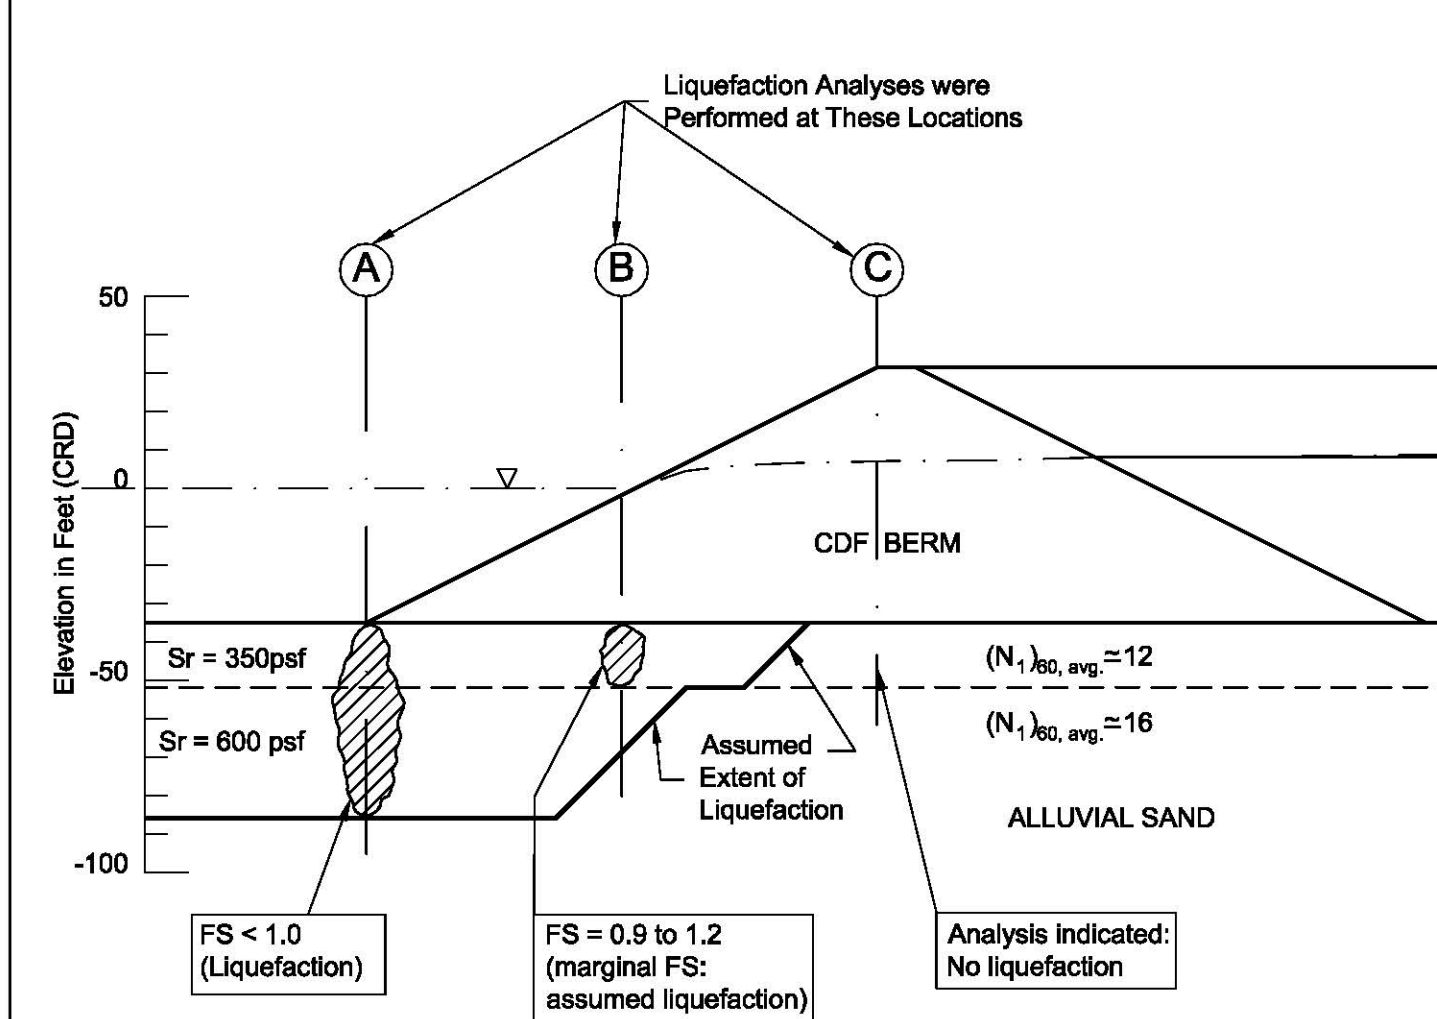 Liquefaction Analyses were
Performed at These Locations
A
B
C
50
0
-50
-100
Elevation in Feet (CRD)
CDF BERM
Sr = 350psf
(N₁)₆₀, avg.≃12
Sr = 600 psf
(N₁)₆₀, avg.≃16
Assumed
Extent of
Liquefaction
ALLUVIAL SAND
FS < 1.0
(Liquefaction)
FS = 0.9 to 1.2
(marginal FS:
assumed liquefaction)
Analysis indicated:
No liquefaction